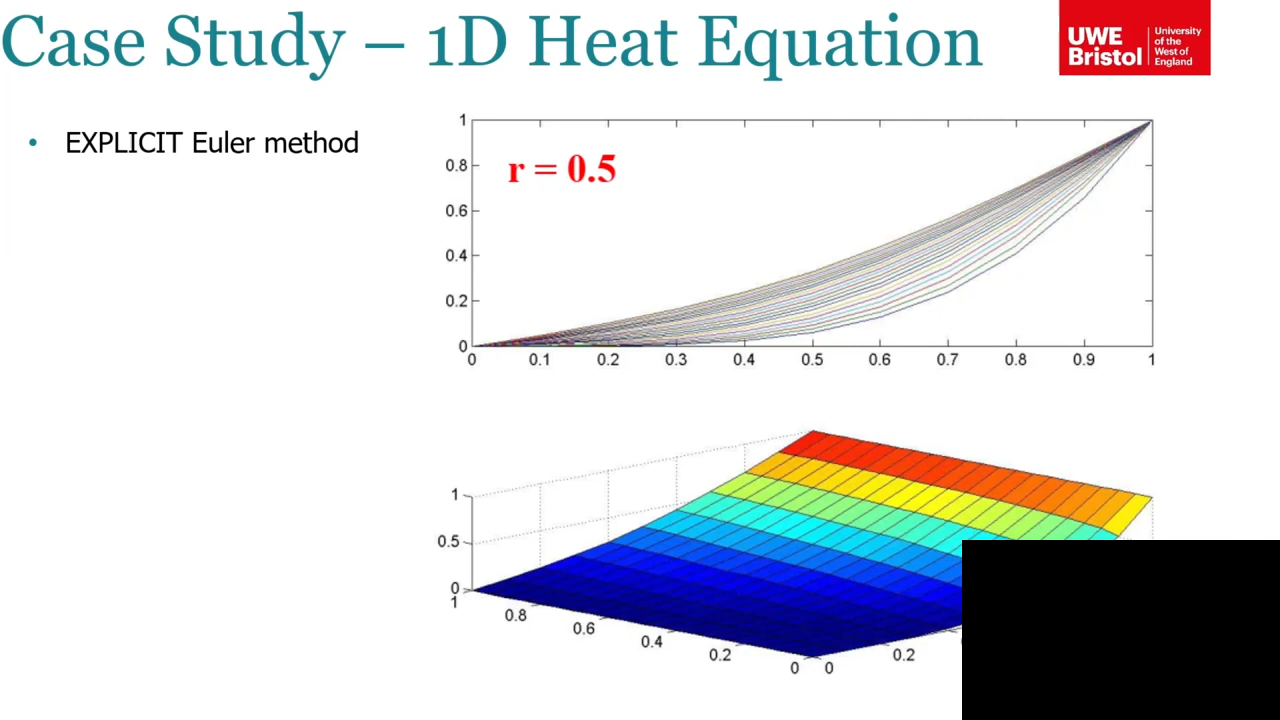 Case Study – 1D Heat Equation
UWE
Bristol
University
of the
West of
England
• EXPLICIT Euler method
r = 0.5
1
0.8
0.6
0.4
0.2
0
0 0.1 0.2 0.3 0.4 0.5 0.6 0.7 0.8 0.9 1
1
0.5
0
1
0.8
0.6
0.4
0.2
0
0
0.2